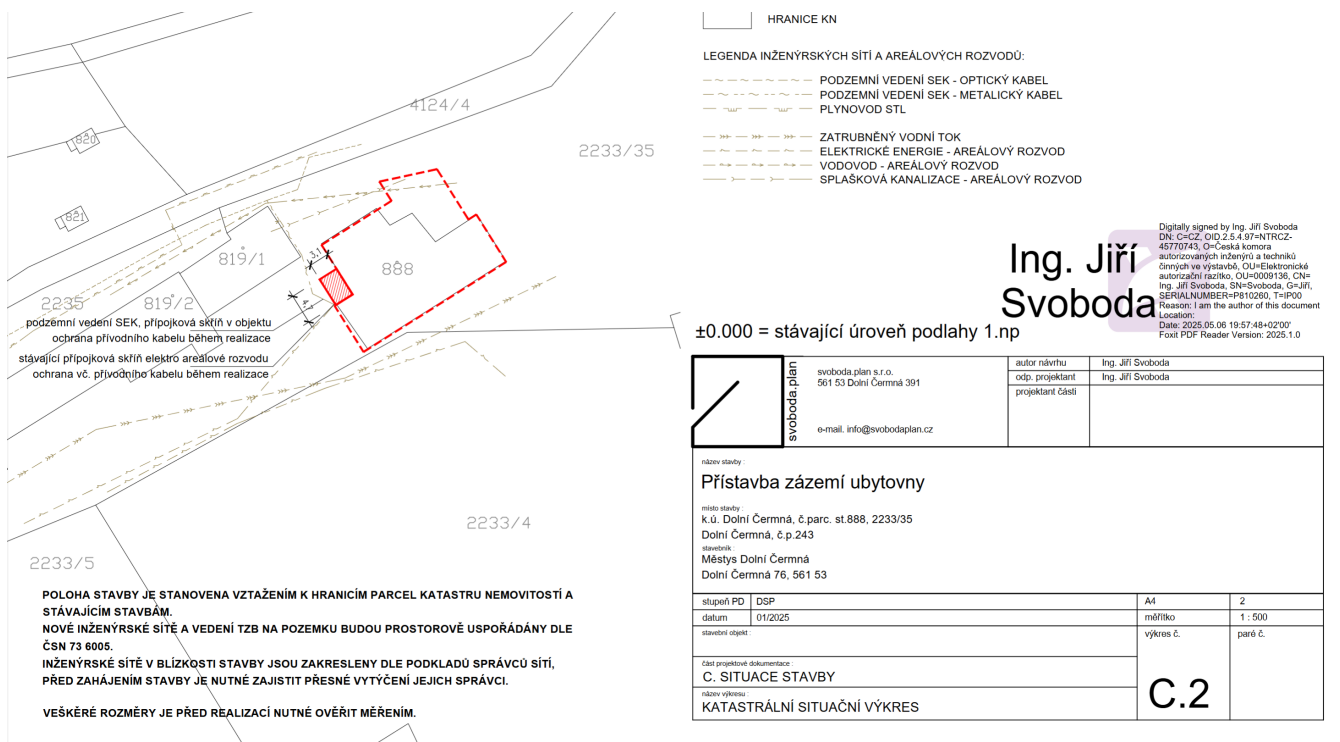 4124/4
2233/35
820
821
819/1
888
3,1
4,2
2235
819/2
podzemní vedení SEK, přípojková skříň v objektu
ochrana přívodního kabelu během realizace
stávající přípojková skříň elektro areálové rozvodu
ochrana vč. přívodního kabelu během realizace
2233/4
2233/5
POLOHA STAVBY JE STANOVENA VZTAŽENÍM K HRANICÍM PARCEL KATASTRU NEMOVITOSTÍ A
STÁVAJÍCÍM STAVBÁM.
NOVÉ INŽENÝRSKÉ SÍTĚ A VEDENÍ TZB NA POZEMKU BUDOU PROSTOROVĚ USPOŘÁDÁNY DLE
ČSN 73 6005.
INŽENÝRSKÉ SÍTĚ V BLÍZKOSTI STAVBY JSOU ZAKRESLENY DLE PODKLADŮ SPRÁVCŮ SÍTÍ,
PŘED ZAHÁJENÍM STAVBY JE NUTNÉ ZAJISTIT PŘESNÉ VYTÝČENÍ JEJICH SPRÁVCI.
VEŠKÉRÉ ROZMĚRY JE PŘED REALIZACÍ NUTNÉ OVĚŘIT MĚŘENÍM.
HRANICE KN
LEGENDA INŽENÝRSKÝCH SÍTÍ A AREÁLOVÝCH ROZVODŮ:
PODZEMNÍ VEDENÍ SEK - OPTICKÝ KABEL
PODZEMNÍ VEDENÍ SEK - METALICKÝ KABEL
PLYNOVOD STL
ZATRUBNĚNÝ VODNÍ TOK
ELEKTRICKÉ ENERGIE - AREÁLOVÝ ROZVOD
VODOVOD - AREÁLOVÝ ROZVOD
SPLAŠKOVÁ KANALIZACE - AREÁLOVÝ ROZVOD
Ing. Jiří
Svoboda
Digitally signed by Ing. Jiří Svoboda
DN: C=CZ, OID.2.5.4.97=NTRCZ-
45770743, O=Česká komora
autorizovaných inženýrů a techniků
činných ve výstavbě, OU=Elektronické
autorizační razítko, OU=0009136, CN=
Ing. Jiří Svoboda, SN=Svoboda, G=Jiří,
SERIALNUMBER=P810260, T=IP00
Reason: I am the author of this document
Location:
Date: 2025.05.06 19:57:48+02'00'
Foxit PDF Reader Version: 2025.1.0
±0.000 = stávající úroveň podlahy 1.np
svoboda.plan
svoboda.plan s.r.o.
561 53 Dolní Čermná 391
e-mail. info@svobodaplan.cz
autor návrhu Ing. Jiří Svoboda
odp. projektant Ing. Jiří Svoboda
projektant části
název stavby :
Přístavba zázemí ubytovny
místo stavby :
k.ú. Dolní Čermná, č.parc. st.888, 2233/35
Dolní Čermná, č.p.243
stavebník :
Městys Dolní Čermná
Dolní Čermná 76, 561 53
stupeň PD DSP A4 2
datum 01/2025 měřítko 1 : 500
stavební objekt : výkres č. paré č.
část projektové dokumentace :
C. SITUACE STAVBY
název výkresu :
KATASTRÁLNÍ SITUAČNÍ VÝKRES
C.2